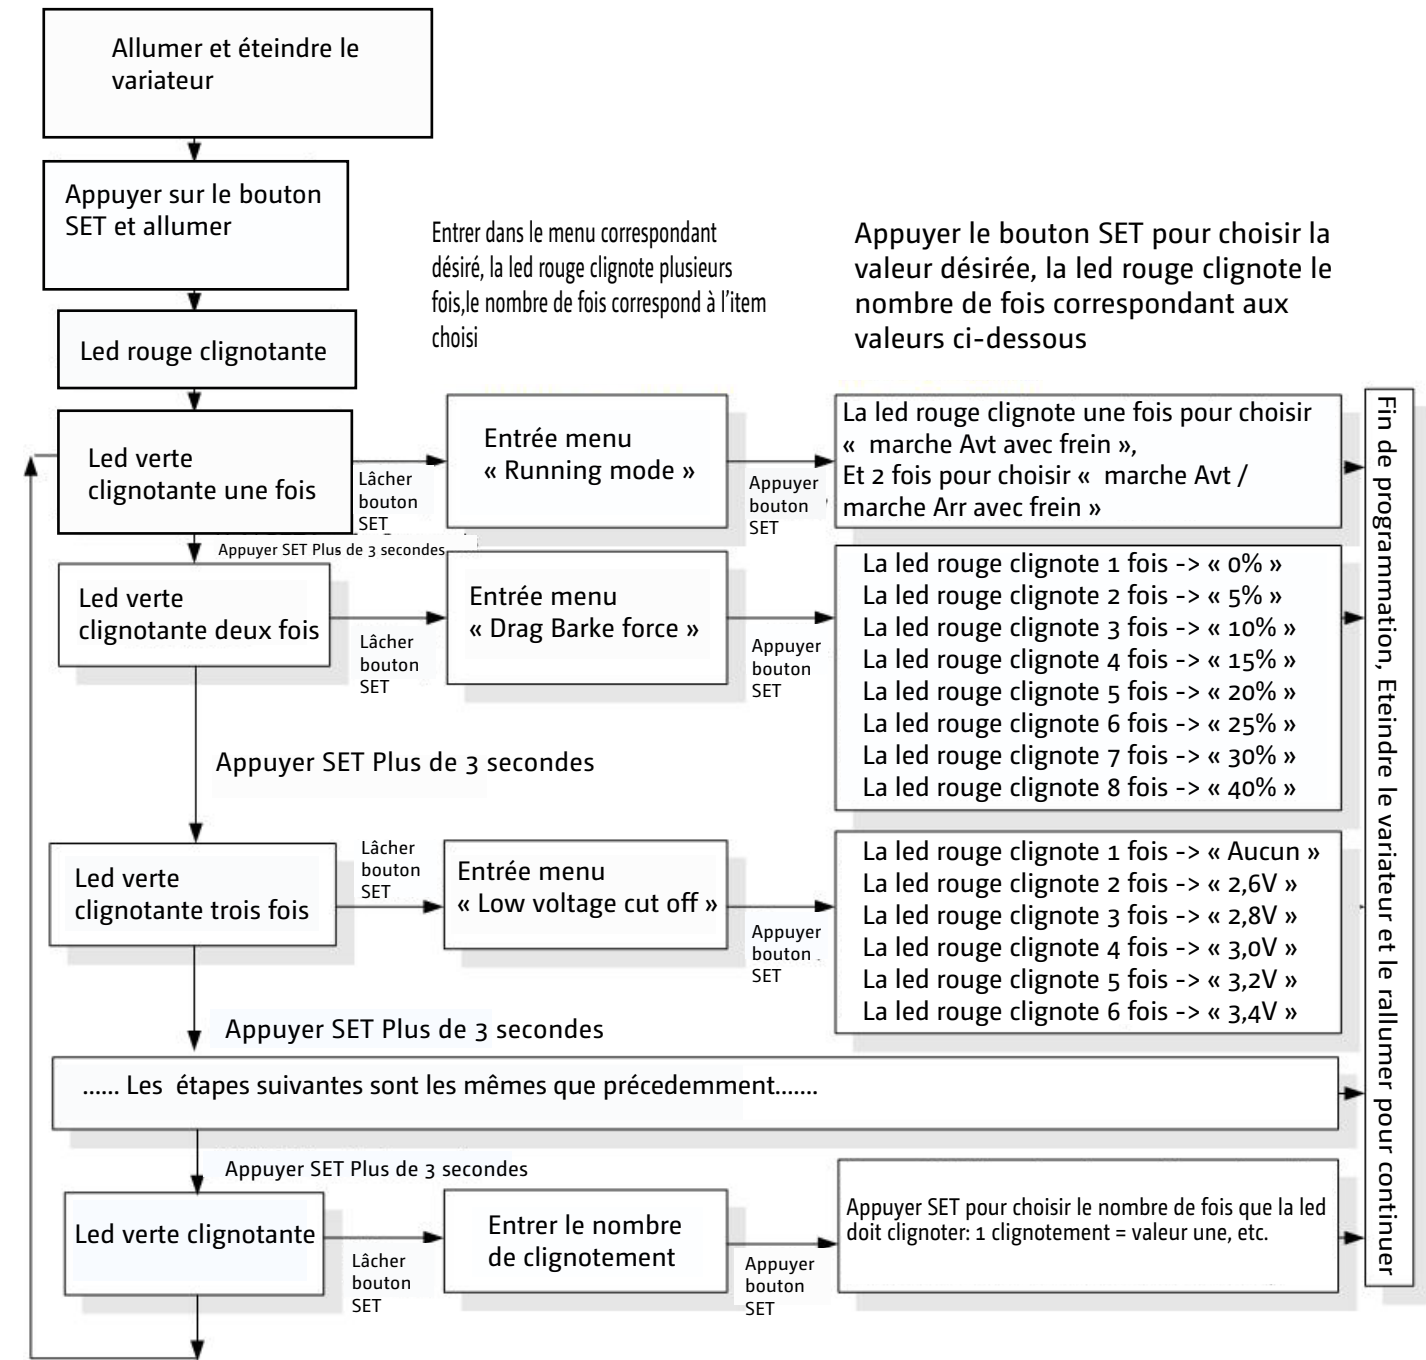 Allumer et éteindre le
variateur
Appuyer sur le bouton
SET et allumer
Led rouge clignotante
Entrer dans le menu correspondant
désiré, la led rouge clignote plusieurs
fois,le nombre de fois correspond à l'item
choisi
Appuyer le bouton SET pour choisir la
valeur désirée, la led rouge clignote le
nombre de fois correspondant aux
valeurs ci-dessous
Led verte
clignotante une fois
Lâcher
bouton
SET
Entrée menu
« Running mode »
Appuyer
bouton
SET
La led rouge clignote une fois pour choisir
« marche Avt avec frein »,
Et 2 fois pour choisir « marche Avt /
marche Arr avec frein »
Appuyer SET Plus de 3 secondes
Led verte
clignotante deux fois
Lâcher
bouton
SET
Entrée menu
« Drag Barke force »
Appuyer
bouton
SET
La led rouge clignote 1 fois -> « 0% »
La led rouge clignote 2 fois -> « 5% »
La led rouge clignote 3 fois -> « 10% »
La led rouge clignote 4 fois -> « 15% »
La led rouge clignote 5 fois -> « 20% »
La led rouge clignote 6 fois -> « 25% »
La led rouge clignote 7 fois -> « 30% »
La led rouge clignote 8 fois -> « 40% »
Appuyer SET Plus de 3 secondes
Led verte
clignotante trois fois
Lâcher
bouton
SET
Entrée menu
« Low voltage cut off »
Appuyer
bouton
SET
La led rouge clignote 1 fois -> « Aucun »
La led rouge clignote 2 fois -> « 2,6V »
La led rouge clignote 3 fois -> « 2,8V »
La led rouge clignote 4 fois -> « 3,0V »
La led rouge clignote 5 fois -> « 3,2V »
La led rouge clignote 6 fois -> « 3,4V »
Appuyer SET Plus de 3 secondes
...... Les étapes suivantes sont les mêmes que précedemment.......
Appuyer SET Plus de 3 secondes
Led verte clignotante
Lâcher
bouton
SET
Entrer le nombre
de clignotement
Appuyer
bouton
SET
Appuyer SET pour choisir le nombre de fois que la led
doit clignoter: 1 clignotement = valeur une, etc.
Fin de programmation, Eteindre le variateur et le rallumer pour continuer